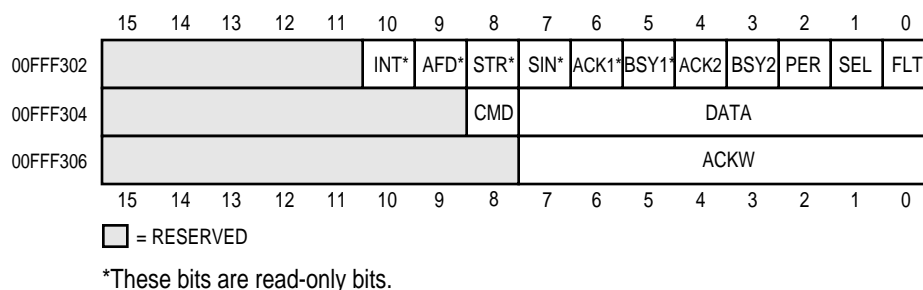 15 14 13 12 11 10 9 8 7 6 5 4 3 2 1 0
00FFF302 INT* AFD* STR* SIN* ACK1* BSY1* ACK2 BSY2 PER SEL FLT
00FFF304 CMD DATA
00FFF306 ACKW
15 14 13 12 11 10 9 8 7 6 5 4 3 2 1 0
= RESERVED
*These bits are read-only bits.